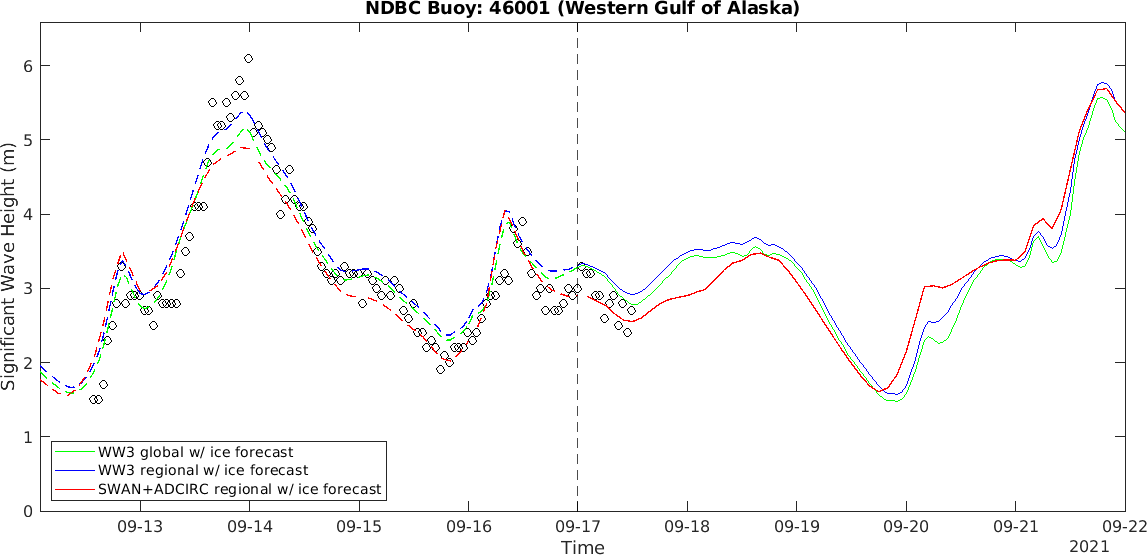 NDBC Buoy: 46001 (Western Gulf of Alaska)
Significant Wave Height (m)
6
5
4
3
2
1
0
WW3 global w/ ice forecast
WW3 regional w/ ice forecast
SWAN+ADCIRC regional w/ ice forecast
09-13 09-14 09-15 09-16 09-17 09-18 09-19 09-20 09-21 09-22
Time
2021